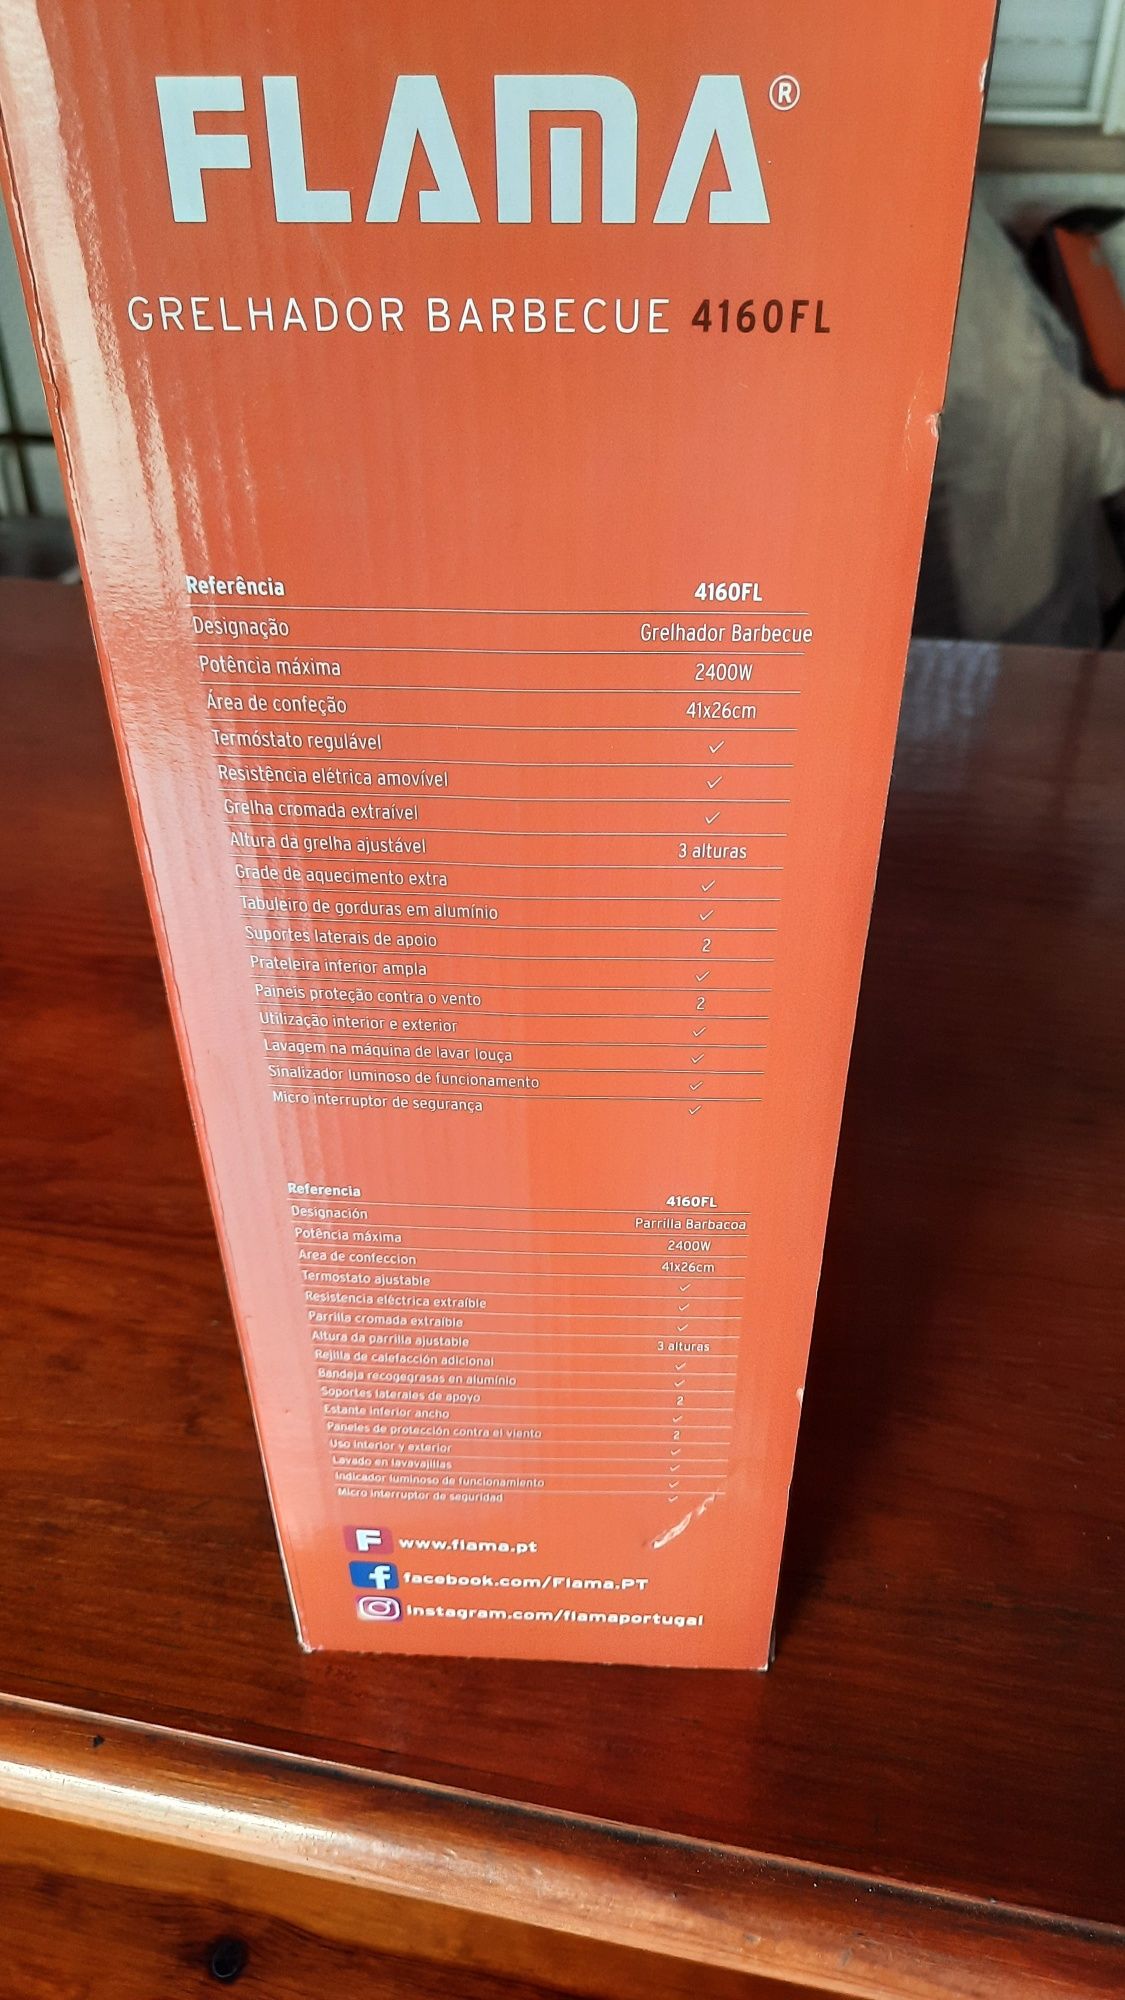 FLAMA®
GRELHADOR BARBECUE 4160FL
Referência 4160FL
Designação Grelhador Barbecue
Potência máxima 2400W
Área de confeção 41x26cm
Termóstato regulável ✓
Resistência elétrica amovível ✓
Grelha cromada extraível ✓
Altura da grelha ajustável 3 alturas
Grade de aquecimento extra ✓
Tabuleiro de gorduras em alumínio ✓
Suportes laterais de apoio 2
Prateleira inferior ampla ✓
Paineís proteção contra o vento 2
Utilização interior e exterior ✓
Lavagem na máquina de lavar louça ✓
Sinalizador luminoso de funcionamento ✓
Micro interruptor de segurança ✓
Referencia 4160FL
Designación Parrilla Barbacoa
Potência máxima 2400W
Area de confeccion 41x26cm
Termostato ajustable ✓
Resistencia eléctrica extraíble ✓
Parrilla cromada extraíble ✓
Altura da parrilla ajustable 3 alturas
Rejilla de calefacción adicional ✓
Bandeja recogegrasas en alumínio ✓
Soportes laterales de apoyo 2
Estante inferior ancho ✓
Paneles de protección contra el viento 2
Uso interior y exterior ✓
Lavado en lavavajillas ✓
Indicador luminoso de funcionamiento ✓
Micro interruptor de seguridad ✓
F www.flama.pt
f facebook.com/Flama.PT
instagram.com/flamaportugal